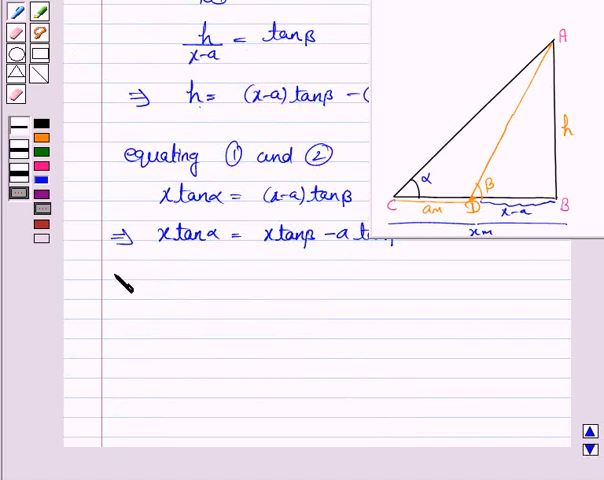 h/(x-a) = tanβ
⇒ h = (x-a) tanβ -(
equating ① and ②
x tanα = (x-a) tanβ
⇒ x tanα = x tanβ - a
A
h
α
β
C
am
D
x-a
B
xm